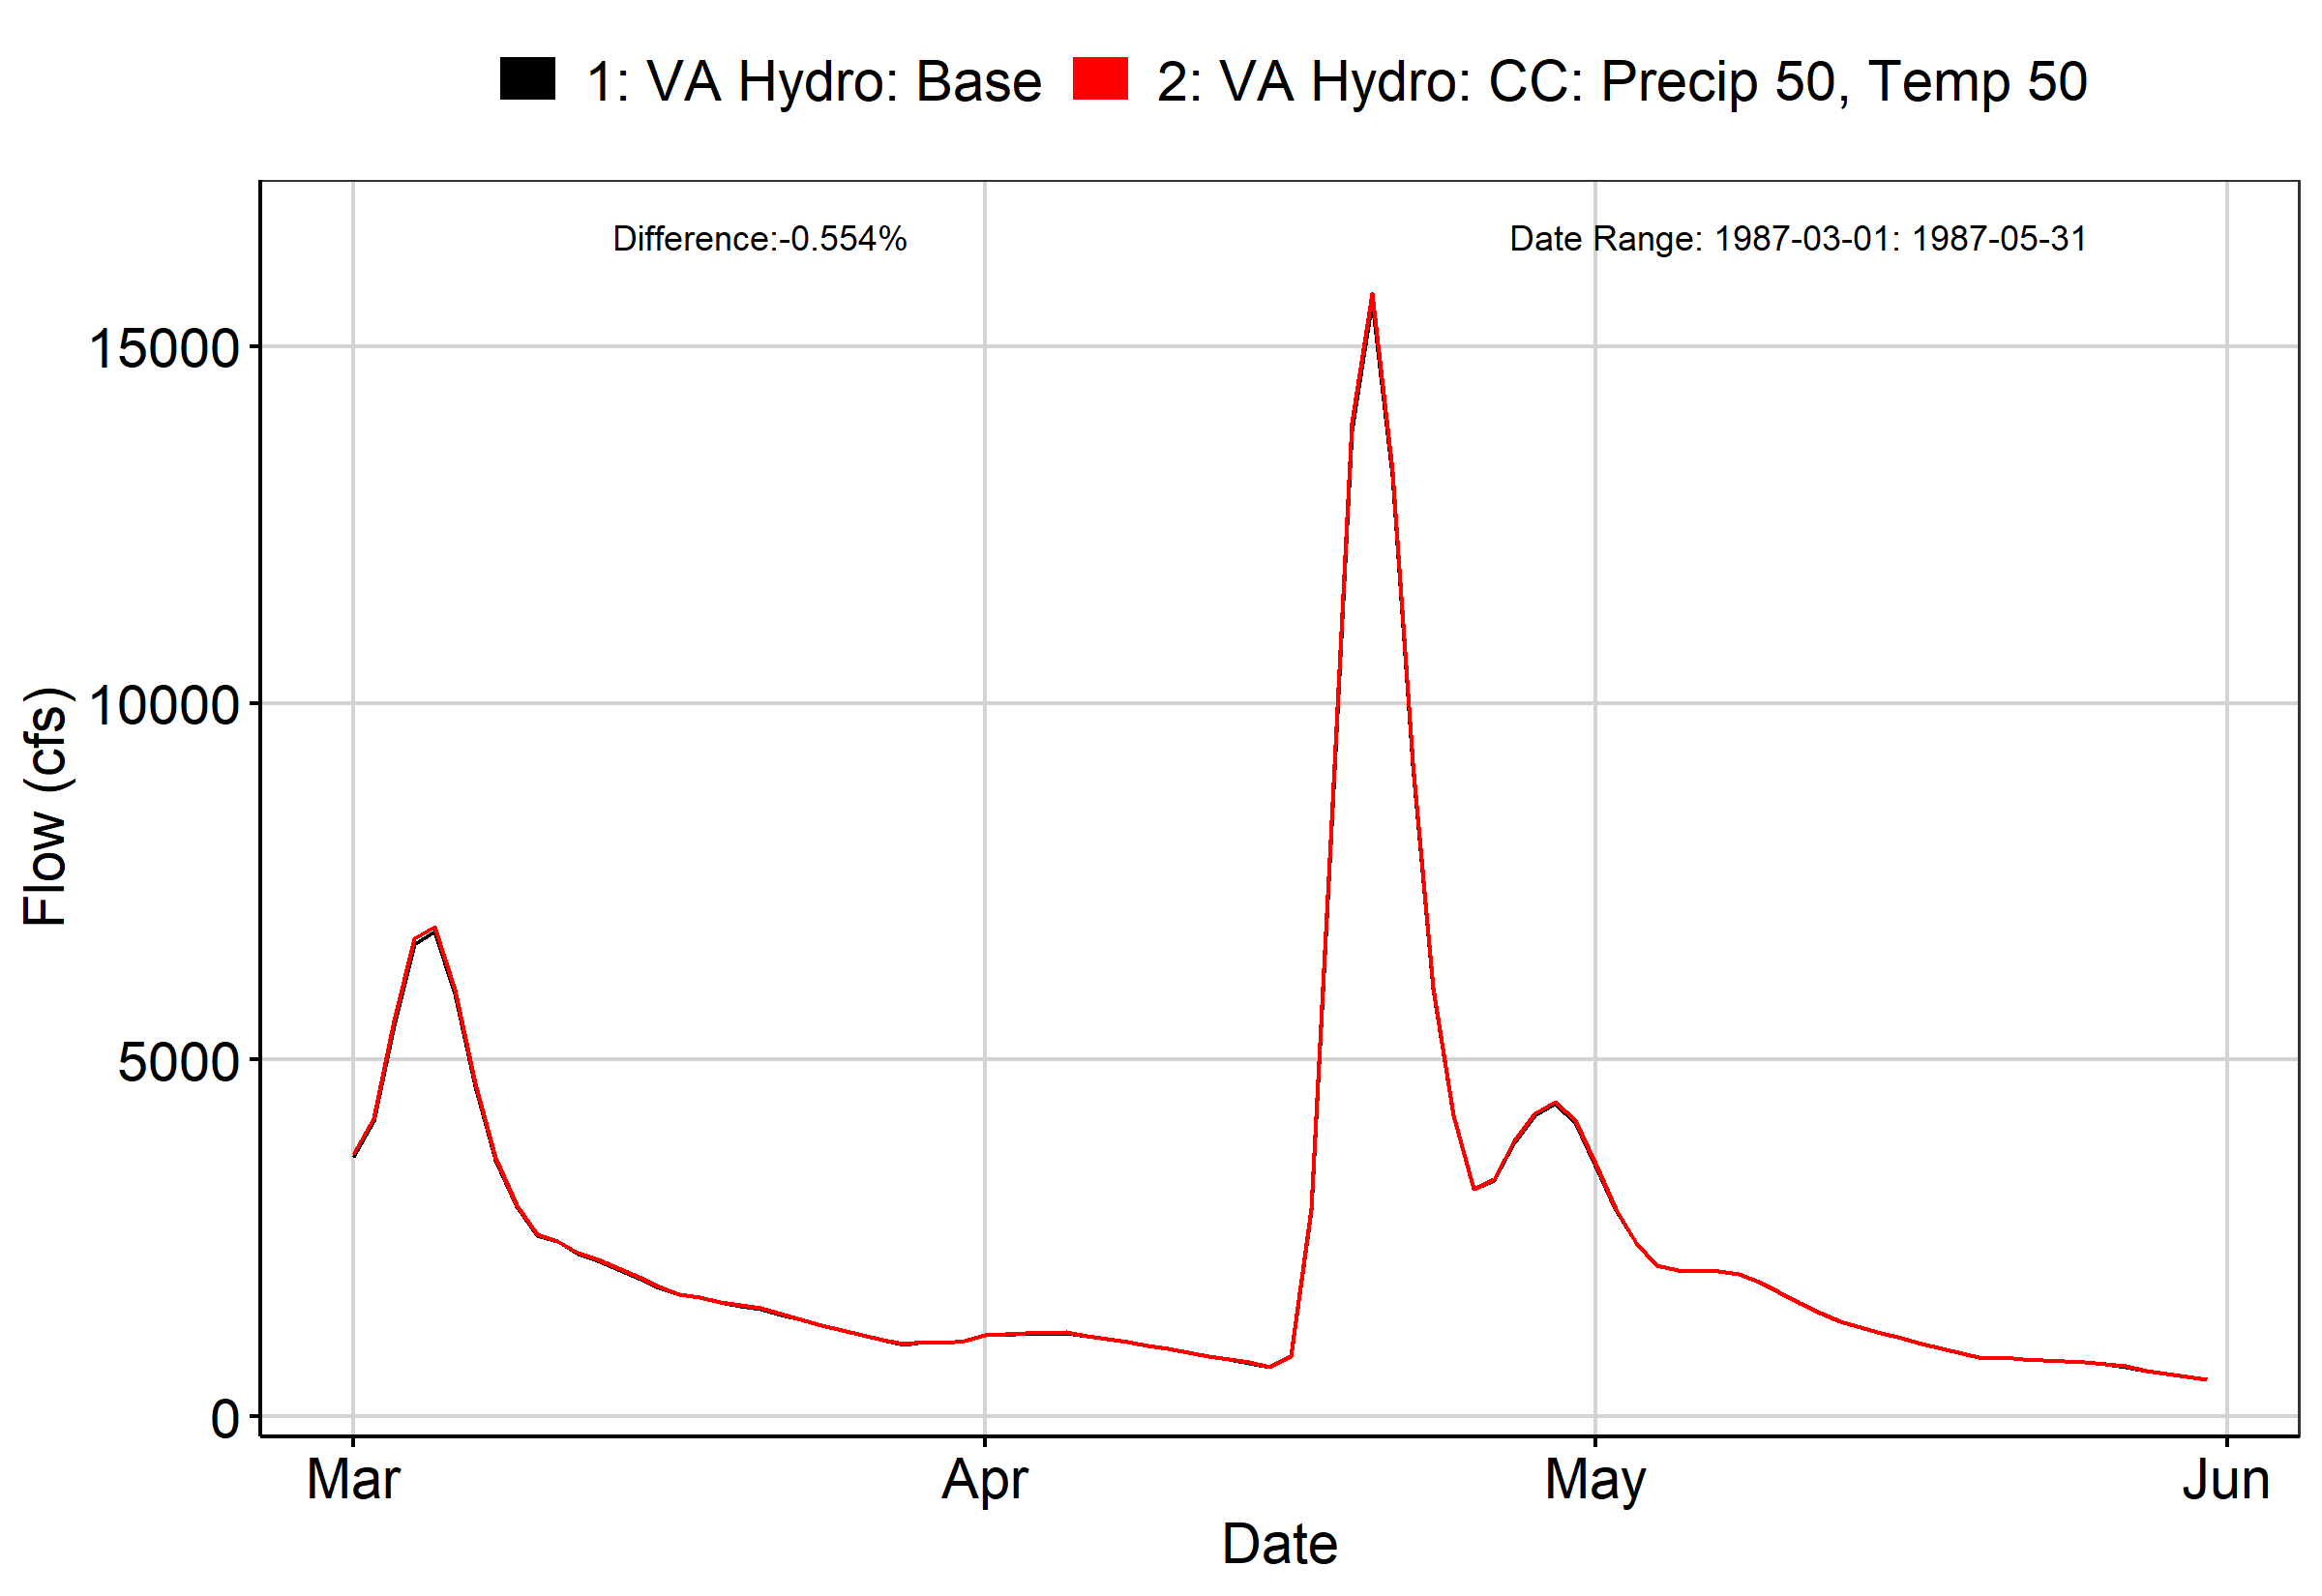 1: VA Hydro: Base 2: VA Hydro: CC: Precip 50, Temp 50
Difference:-0.554% Date Range: 1987-03-01: 1987-05-31
15000
10000
5000
0
Flow (cfs)
Mar Apr May Jun
Date